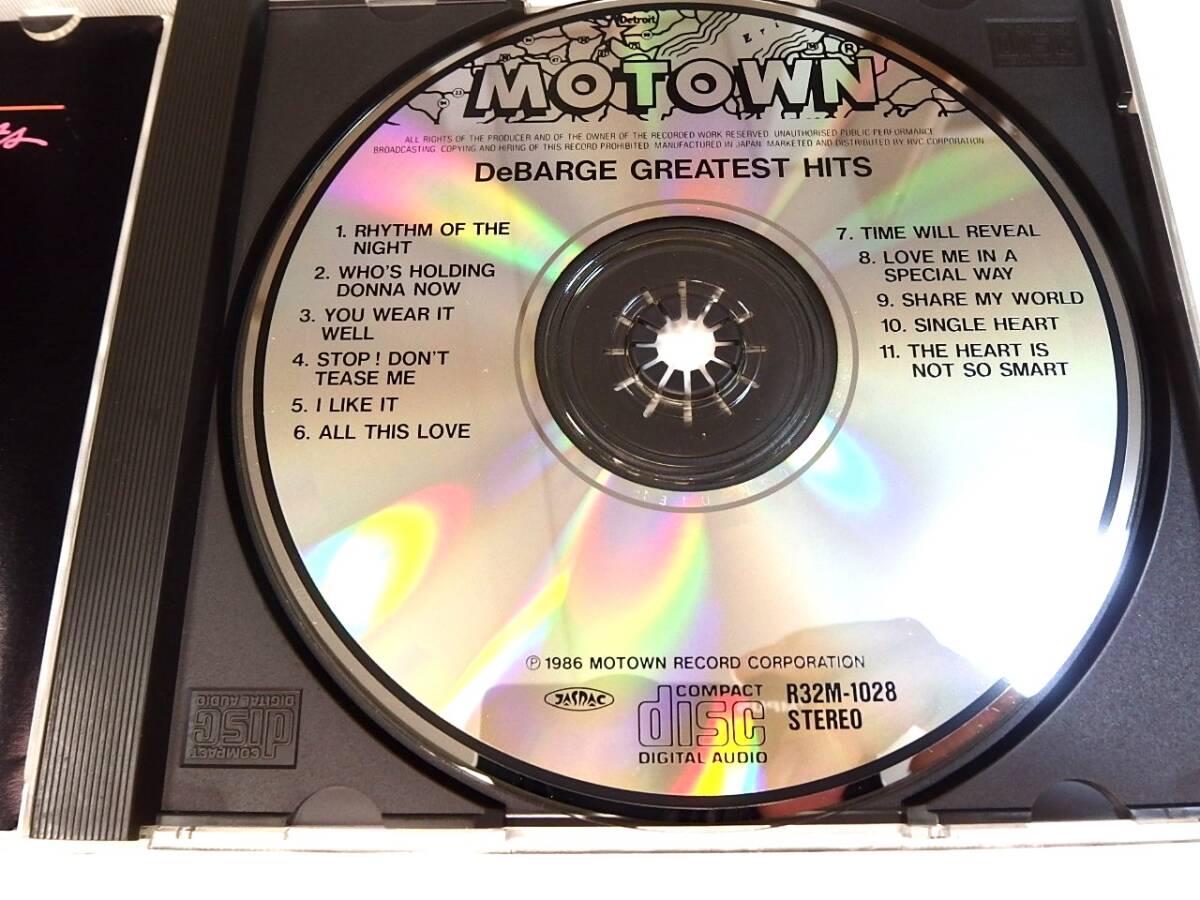 Detroit
MOTOWN®
ALL RIGHTS OF THE PRODUCER AND OF THE OWNER OF THE RECORDED WORK RESERVED. UNAUTHORISED PUBLIC PERFORMANCE
BROADCASTING, COPYING AND HIRING OF THIS RECORD PROHIBITED. MANUFACTURED IN JAPAN. MARKETED AND DISTRIBUTED BY RVC CORPORATION
DeBARGE GREATEST HITS
1. RHYTHM OF THE
NIGHT
2. WHO'S HOLDING
DONNA NOW
3. YOU WEAR IT
WELL
4. STOP! DON'T
TEASE ME
5. I LIKE IT
6. ALL THIS LOVE
7. TIME WILL REVEAL
8. LOVE ME IN A
SPECIAL WAY
9. SHARE MY WORLD
10. SINGLE HEART
11. THE HEART IS
NOT SO SMART
℗ 1986 MOTOWN RECORD CORPORATION
JASRAC
COMPACT
disc
DIGITAL AUDIO
R32M-1028
STEREO
COMPACT
disc
DIGITAL AUDIO